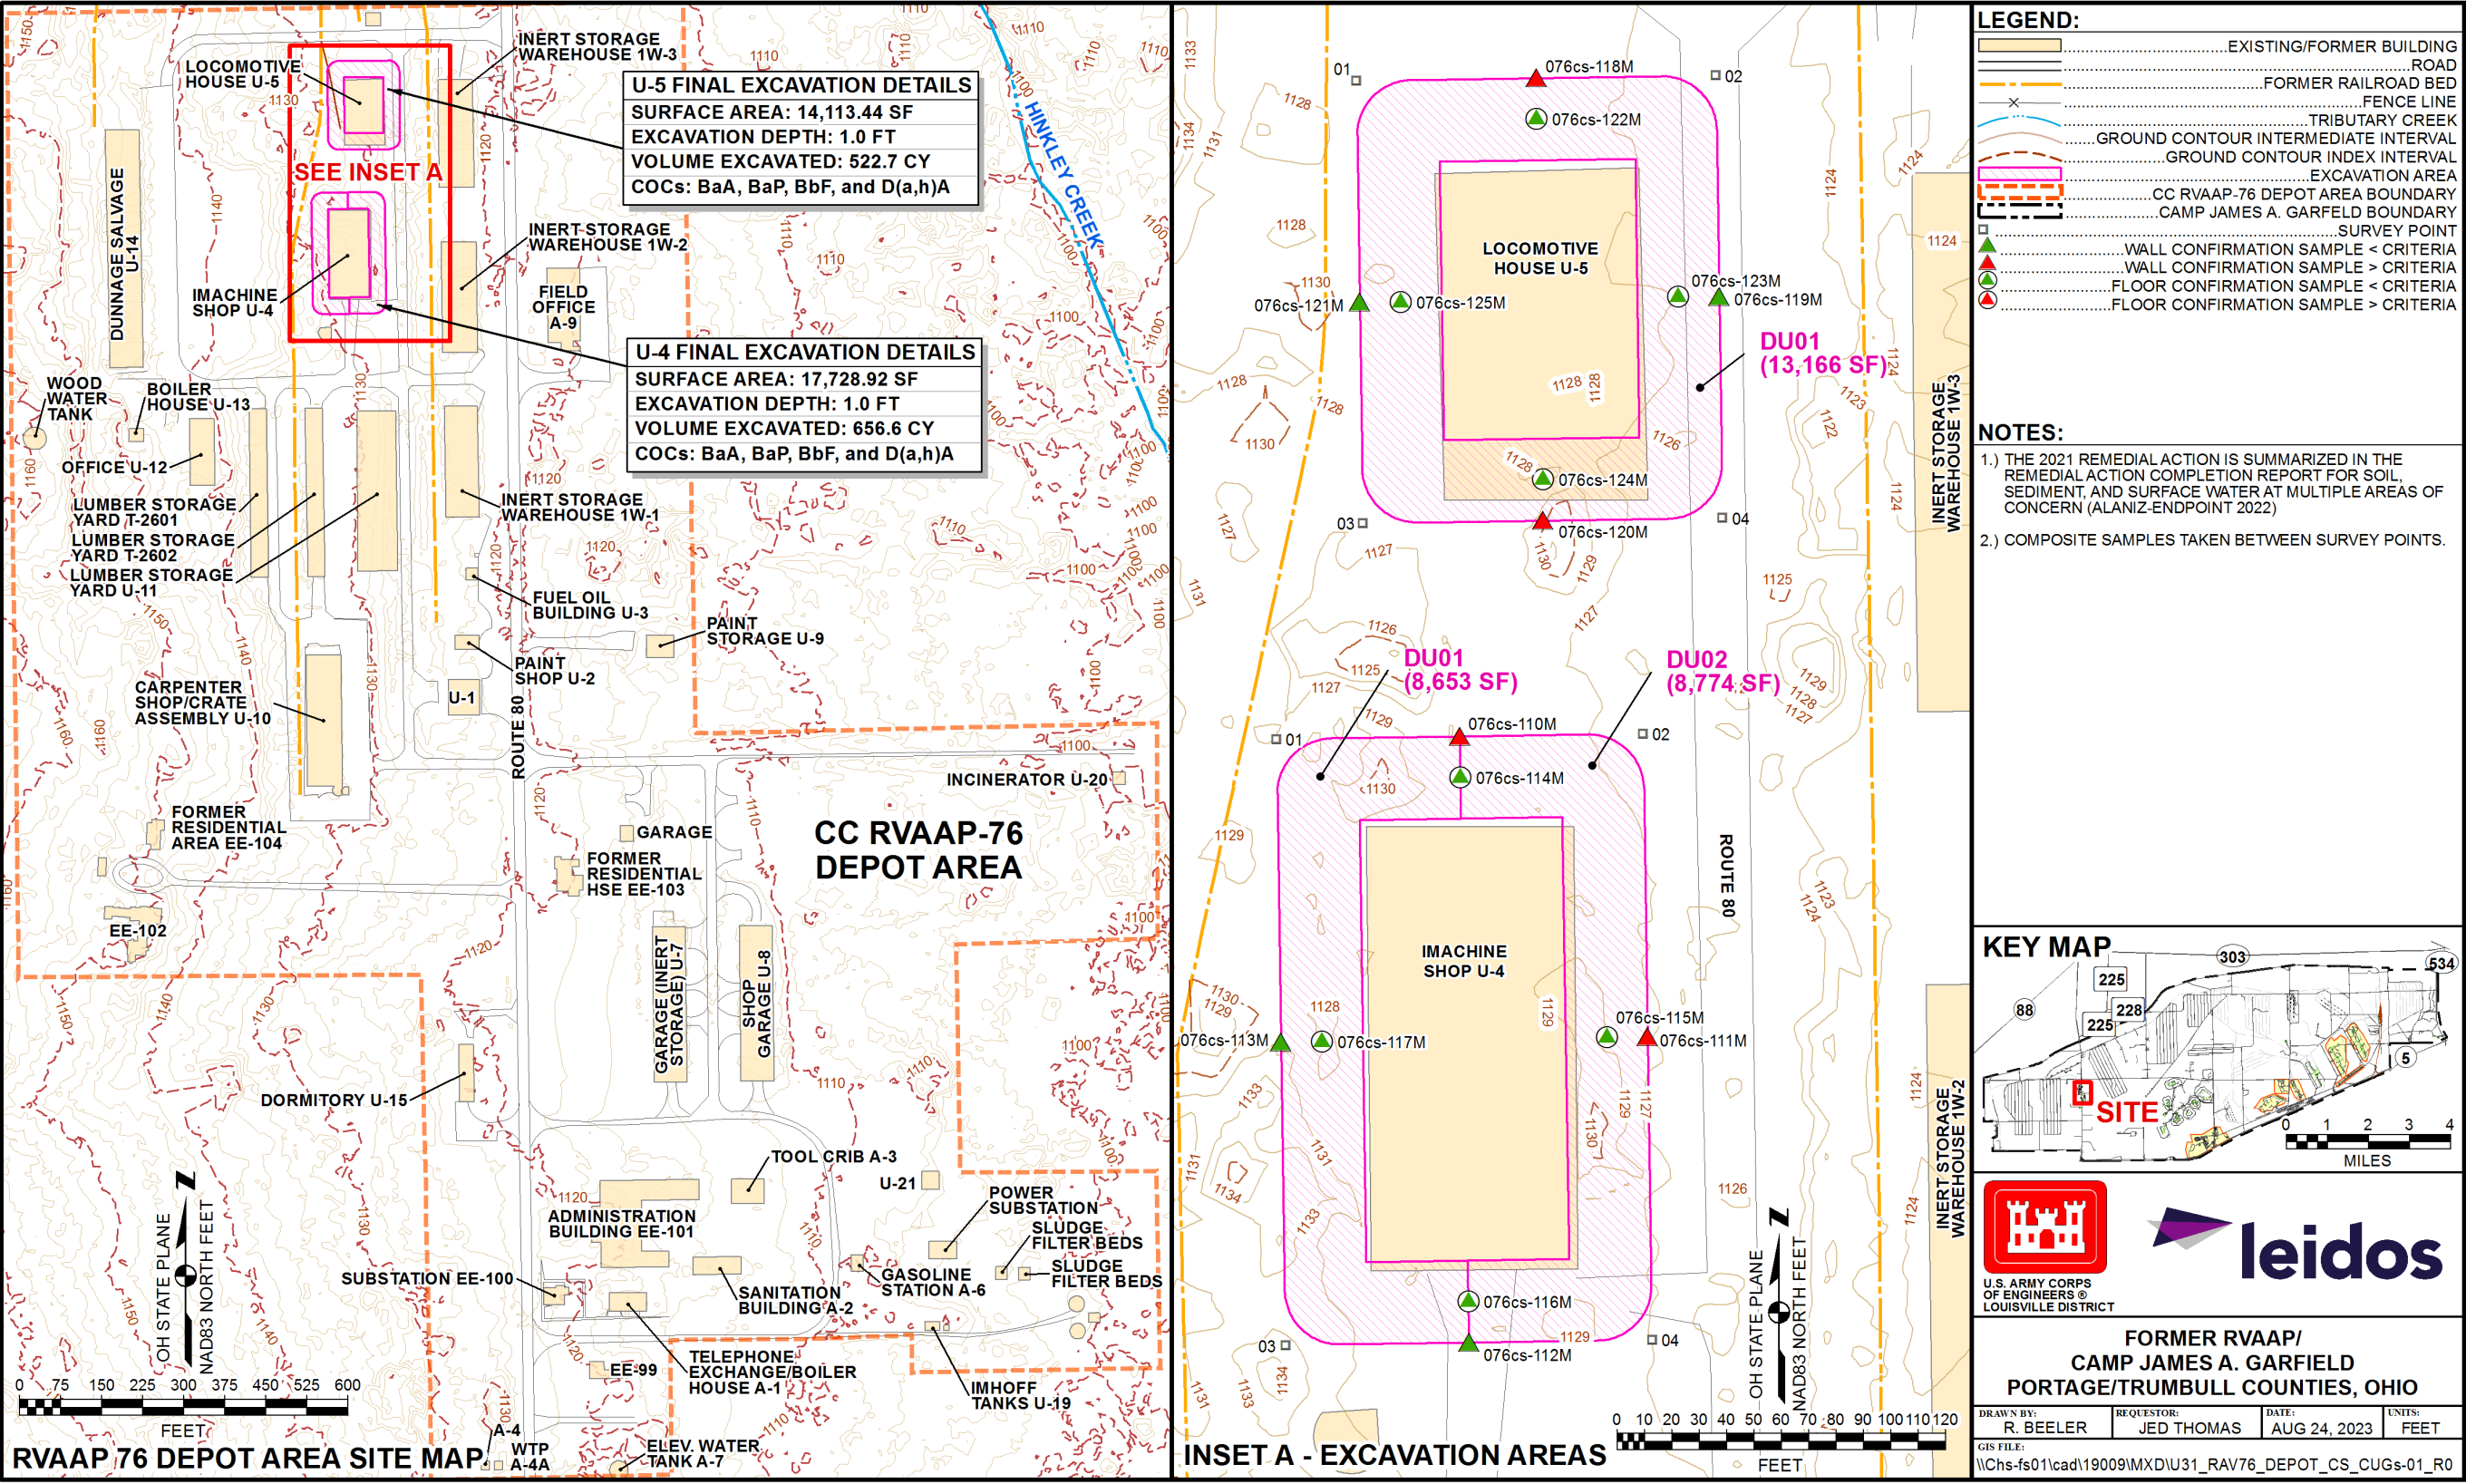 INERT STORAGE
WAREHOUSE 1W-3
LOCOMOTIVE
HOUSE U-5
SEE INSET A
U-5 FINAL EXCAVATION DETAILS
SURFACE AREA: 14,113.44 SF
EXCAVATION DEPTH: 1.0 FT
VOLUME EXCAVATED: 522.7 CY
COCs: BaA, BaP, BbF, and D(a,h)A
HINKLEY CREEK
DUNNAGE SALVAGE
U-14
INERT STORAGE
WAREHOUSE 1W-2
IMACHINE
SHOP U-4
FIELD
OFFICE
A-9
U-4 FINAL EXCAVATION DETAILS
SURFACE AREA: 17,728.92 SF
EXCAVATION DEPTH: 1.0 FT
VOLUME EXCAVATED: 656.6 CY
COCs: BaA, BaP, BbF, and D(a,h)A
WOOD
WATER
TANK
BOILER
HOUSE U-13
OFFICE U-12
LUMBER STORAGE
YARD T-2601
LUMBER STORAGE
YARD T-2602
LUMBER STORAGE
YARD U-11
INERT STORAGE
WAREHOUSE 1W-1
FUEL OIL
BUILDING U-3
PAINT
STORAGE U-9
PAINT
SHOP U-2
U-1
CARPENTER
SHOP/CRATE
ASSEMBLY U-10
ROUTE 80
INCINERATOR U-20
FORMER
RESIDENTIAL
AREA EE-104
GARAGE
FORMER
RESIDENTIAL
HSE EE-103
CC RVAAP-76
DEPOT AREA
EE-102
GARAGE (INERT
STORAGE) U-7
SHOP
GARAGE U-8
DORMITORY U-15
TOOL CRIB A-3
U-21
POWER
SUBSTATION
SLUDGE
FILTER BEDS
SLUDGE
FILTER BEDS
ADMINISTRATION
BUILDING EE-101
SUBSTATION EE-100
SANITATION
BUILDING A-2
GASOLINE
STATION A-6
EE-99
TELEPHONE
EXCHANGE/BOILER
HOUSE A-1
IMHOFF
TANKS U-19
A-4
WTP
A-4A
ELEV. WATER
TANK A-7
OH STATE PLANE
NAD83 NORTH FEET
Z
0 75 150 225 300 375 450 525 600
FEET
RVAAP 76 DEPOT AREA SITE MAP
01
076cs-118M
02
076cs-122M
LOCOMOTIVE
HOUSE U-5
076cs-121M
076cs-125M
076cs-123M
076cs-119M
DU01
(13,166 SF)
076cs-124M
03
076cs-120M
04
INERT STORAGE
WAREHOUSE 1W-3
DU01
(8,653 SF)
DU02
(8,774 SF)
01
076cs-110M
02
076cs-114M
ROUTE 80
IMACHINE
SHOP U-4
076cs-113M
076cs-117M
076cs-115M
076cs-111M
076cs-116M
03
076cs-112M
04
INERT STORAGE
WAREHOUSE 1W-2
OH STATE PLANE
NAD83 NORTH FEET
Z
0 10 20 30 40 50 60 70 80 90 100 110 120
FEET
INSET A - EXCAVATION AREAS
LEGEND:
EXISTING/FORMER BUILDING
ROAD
FORMER RAILROAD BED
FENCE LINE
TRIBUTARY CREEK
GROUND CONTOUR INTERMEDIATE INTERVAL
GROUND CONTOUR INDEX INTERVAL
EXCAVATION AREA
CC RVAAP-76 DEPOT AREA BOUNDARY
CAMP JAMES A. GARFELD BOUNDARY
SURVEY POINT
WALL CONFIRMATION SAMPLE < CRITERIA
WALL CONFIRMATION SAMPLE > CRITERIA
FLOOR CONFIRMATION SAMPLE < CRITERIA
FLOOR CONFIRMATION SAMPLE > CRITERIA
NOTES:
1.) THE 2021 REMEDIAL ACTION IS SUMMARIZED IN THE
REMEDIAL ACTION COMPLETION REPORT FOR SOIL,
SEDIMENT, AND SURFACE WATER AT MULTIPLE AREAS OF
CONCERN (ALANIZ-ENDPOINT 2022)
2.) COMPOSITE SAMPLES TAKEN BETWEEN SURVEY POINTS.
KEY MAP
303
534
225
228
88
225
5
SITE
0 1 2 3 4
MILES
U.S. ARMY CORPS
OF ENGINEERS ®
LOUISVILLE DISTRICT
leidos
FORMER RVAAP/
CAMP JAMES A. GARFIELD
PORTAGE/TRUMBULL COUNTIES, OHIO
DRAWN BY:
R. BEELER
REQUESTOR:
JED THOMAS
DATE:
AUG 24, 2023
UNITS:
FEET
GIS FILE:
\\Chs-fs01\cad\19009\MXD\U31_RAV76_DEPOT_CS_CUGs-01_R0